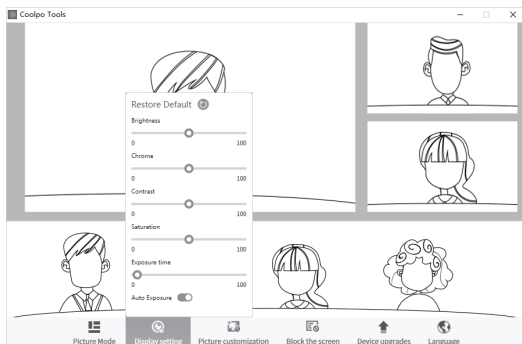 Coolpo Tools
Restore Default
Brightness
0 100
Chroma
0 100
Contrast
0 100
Saturation
0 100
Exposure time
0 100
Auto Exposure
Picture Mode Display setting Picture customization Block the screen Device upgrades Language